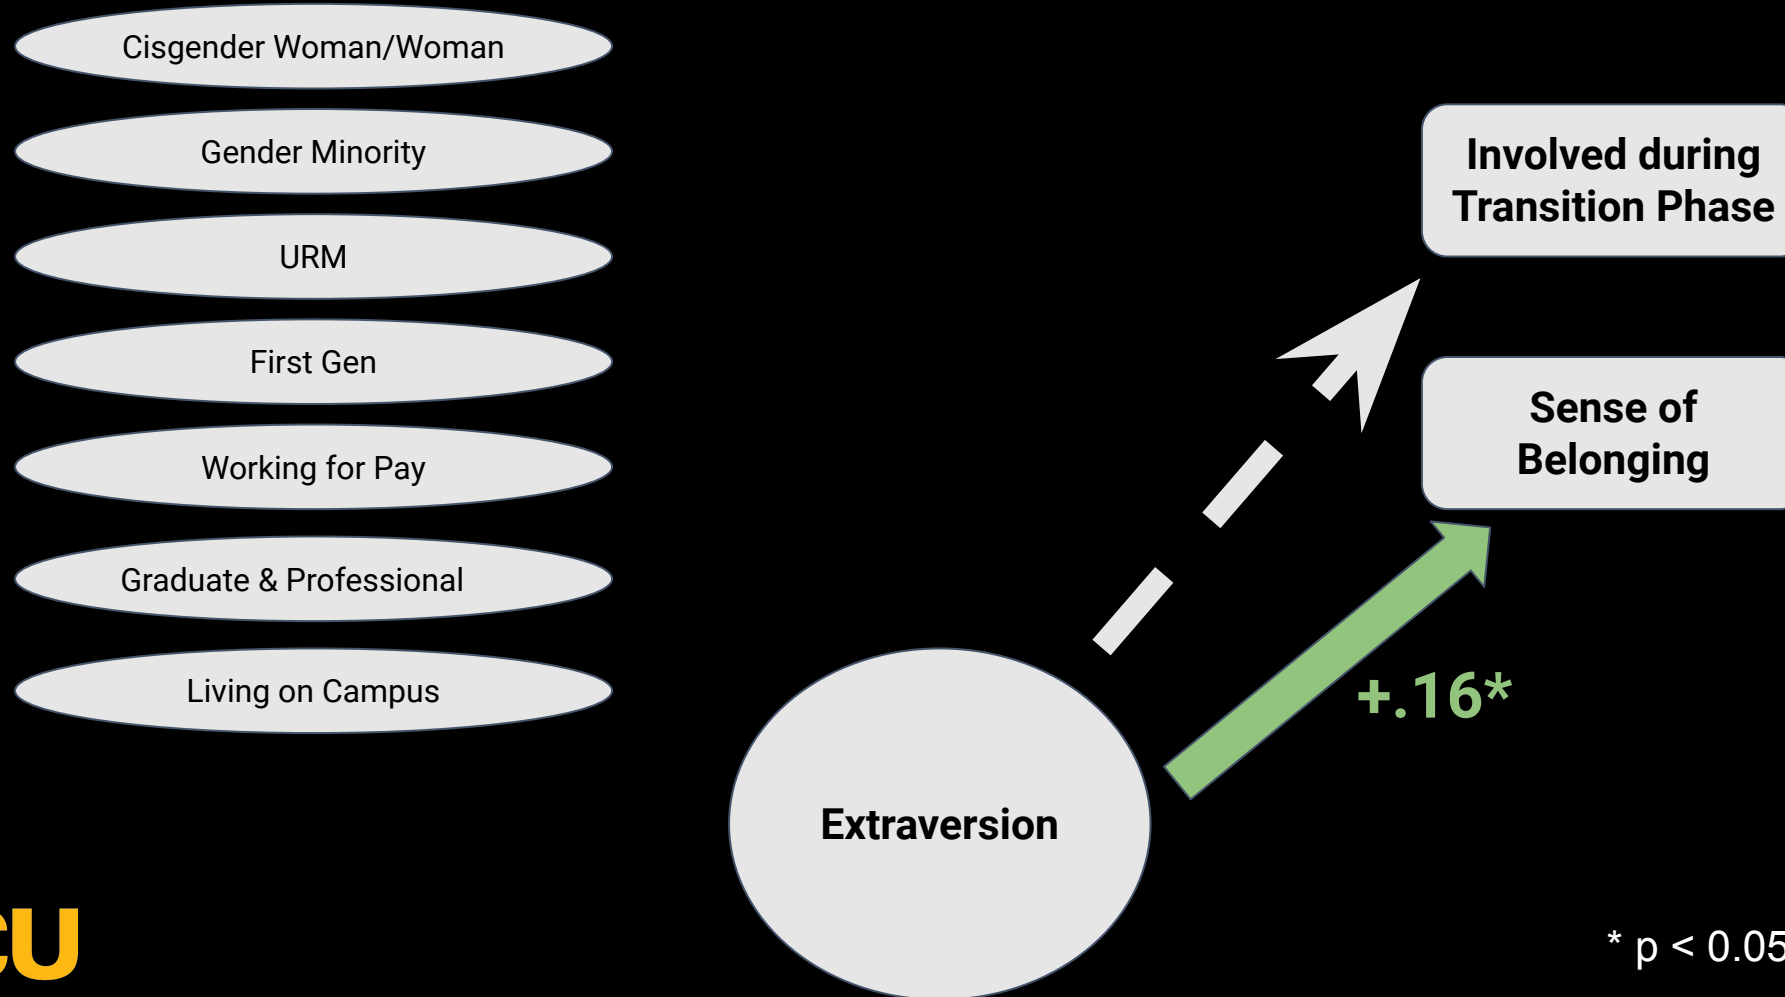 Cisgender Woman/Woman
Gender Minority
URM
First Gen
Working for Pay
Graduate & Professional
Living on Campus
Involved during
Transition Phase
Sense of
Belonging
+.16*
Extraversion
CU
* p < 0.05